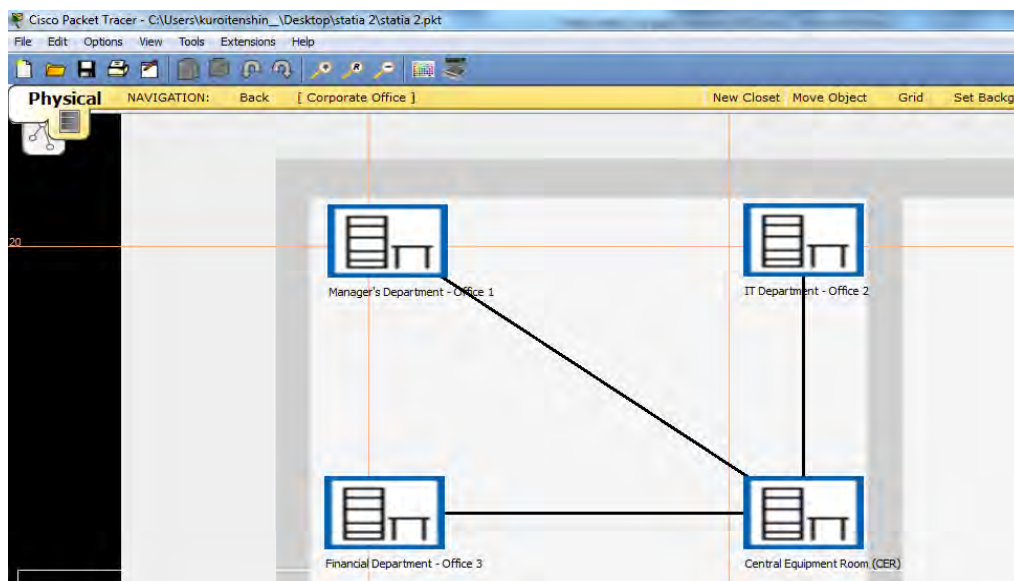 Cisco Packet Tracer - C:\Users\kuroitenshin_\Desktop\statia 2\statia 2.pkt
File Edit Options View Tools Extensions Help
Physical NAVIGATION: Back [ Corporate Office ] New Closet Move Object Grid Set Backg
20
Manager's Department - Office 1 IT Department - Office 2
Financial Department - Office 3 Central Equipment Room (CER)